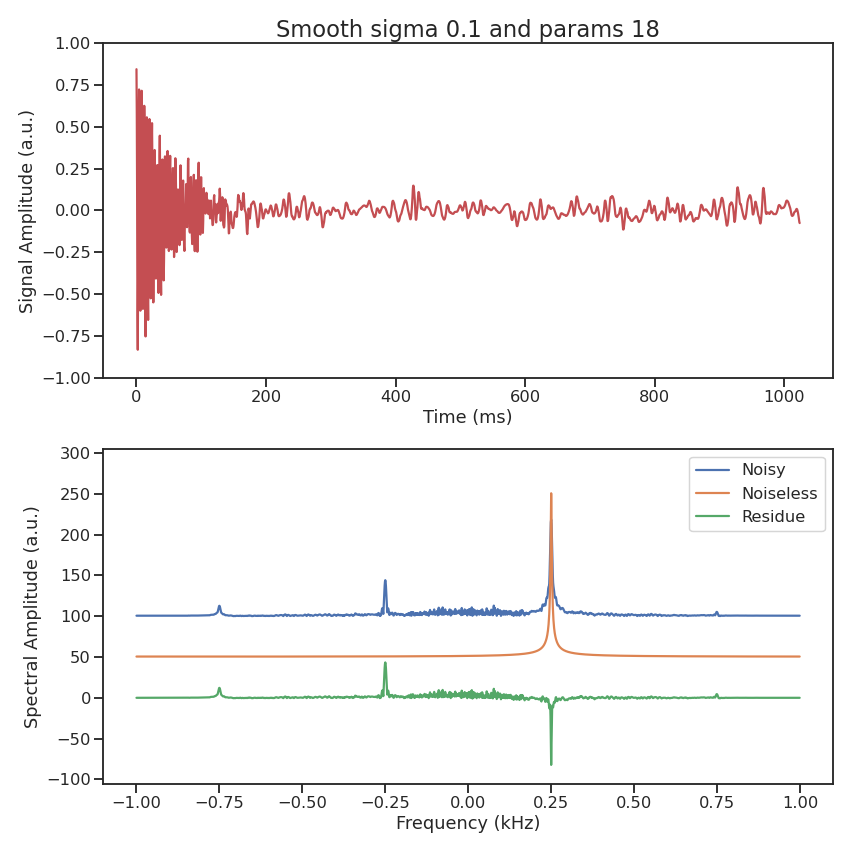 Smooth sigma 0.1 and params 18
1.00
0.75
0.50
0.25
0.00
−0.25
−0.50
−0.75
−1.00
Signal Amplitude (a.u.)
0 200 400 600 800 1000
Time (ms)
300
250
200
150
100
50
0
−50
−100
Spectral Amplitude (a.u.)
Noisy
Noiseless
Residue
−1.00 −0.75 −0.50 −0.25 0.00 0.25 0.50 0.75 1.00
Frequency (kHz)